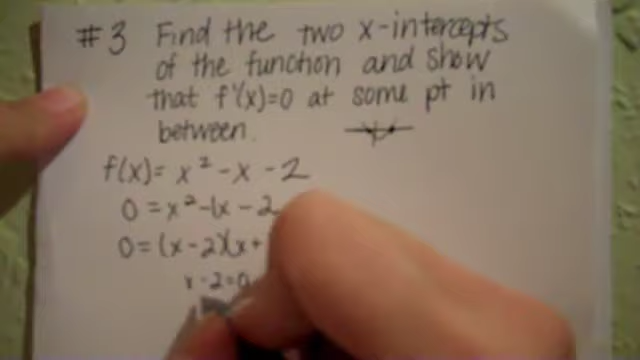 #3 Find the two x-intercepts
of the function and show
that f'(x)=0 at some pt in
between.
f(x)= x² - x - 2
0 = x² - 1x - 2
0 = (x - 2)(x +
x - 2 = 0